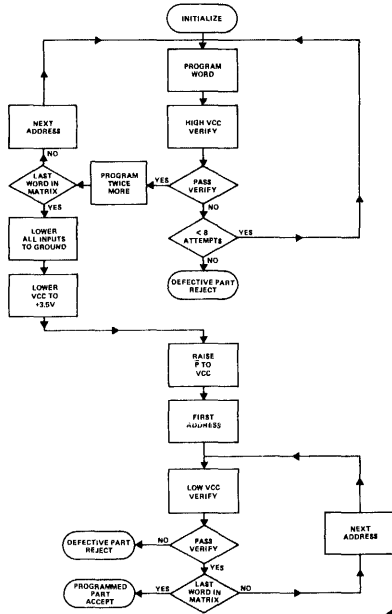 INITIALIZE
PROGRAM
WORD
HIGH VCC
VERIFY
PASS
VERIFY
YES
NO
PROGRAM
TWICE
MORE
LAST
WORD IN
MATRIX
NO
YES
NEXT
ADDRESS
< 8
ATTEMPTS
YES
NO
DEFECTIVE PART
REJECT
LOWER
ALL INPUTS
TO GROUND
LOWER
VCC TO
+3.5V
RAISE
P̅ TO
VCC
FIRST
ADDRESS
LOW VCC
VERIFY
PASS
VERIFY
NO
YES
DEFECTIVE PART
REJECT
LAST
WORD IN
MATRIX
YES
NO
PROGRAMMED
PART
ACCEPT
NEXT
ADDRESS